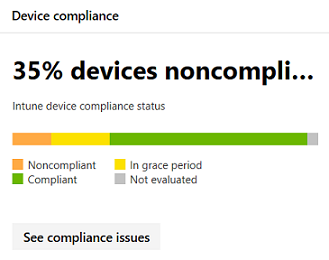 Device compliance
35% devices noncompli...
Intune device compliance status
Noncompliant In grace period
Compliant Not evaluated
See compliance issues